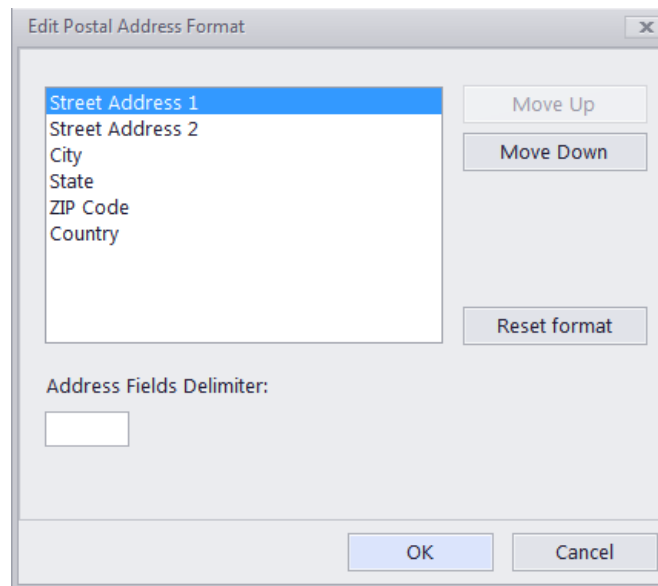 Edit Postal Address Format
Street Address 1
Street Address 2
City
State
ZIP Code
Country
Move Up
Move Down
Reset format
Address Fields Delimiter:
OK
Cancel